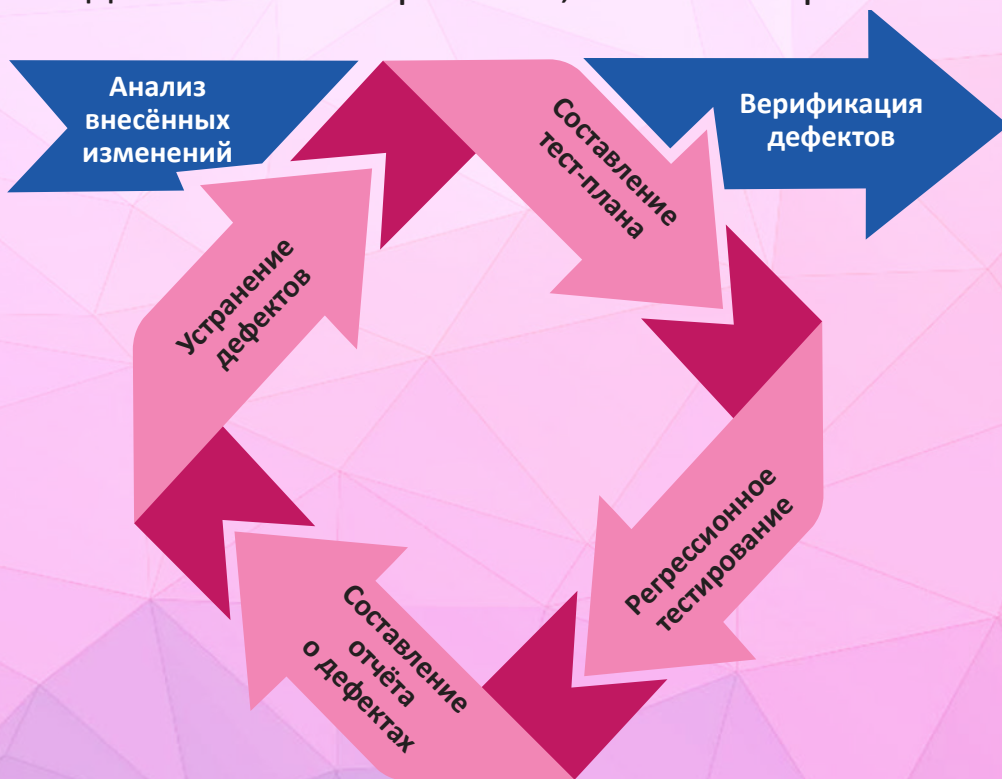 Анализ
внесённых
изменений
Составление
тест-плана
Верификация
дефектов
Регрессионное
тестирование
Составление
отчёта
о дефектах
Устранение
дефектов